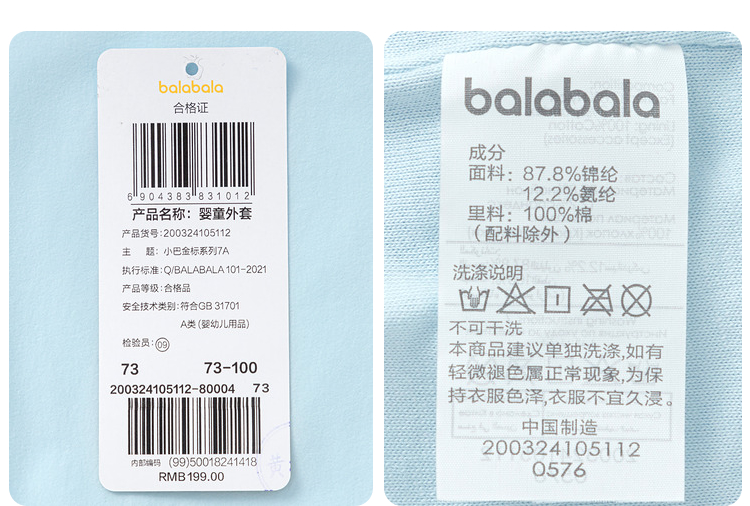 balabala
合格证
6 904383 831012
产品名称：婴童外套
产品货号：200324105112
主　题：小巴金标系列7A
执行标准：Q/BALABALA 101-2021
产品等级：合格品
安全技术类别：符合GB 31701
A类 (婴幼儿用品)
检验员：09
73 73-100
200324105112-80004 73
内部编码 (99)50018241418
RMB199.00
balabala
成分
面料：87.8%锦纶
12.2%氨纶
里料：100%棉
（配料除外）
洗涤说明
不可干洗
本商品建议单独洗涤,如有
轻微褪色属正常现象,为保
持衣服色泽,衣服不宜久浸。
中国制造
200324105112
0576